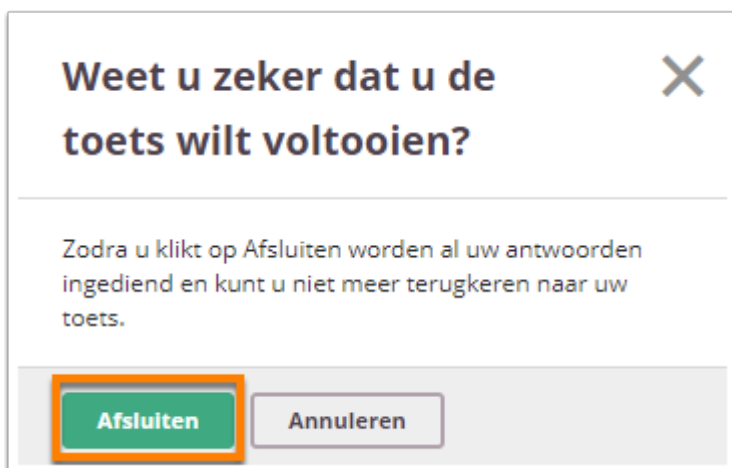 Weet u zeker dat u de
toets wilt voltooien?
Zodra u klikt op Afsluiten worden al uw antwoorden
ingediend en kunt u niet meer terugkeren naar uw
toets.
Afsluiten Annuleren